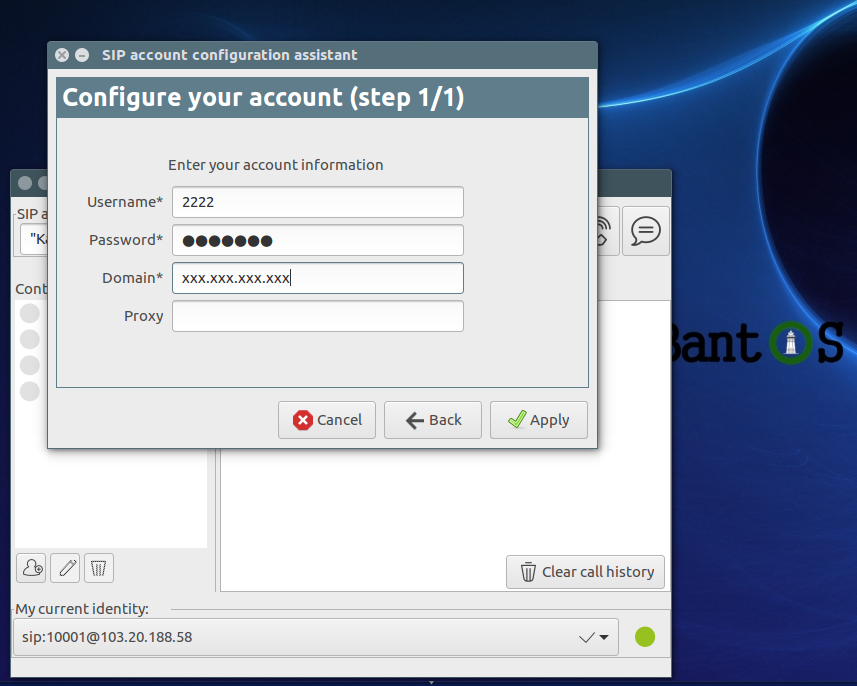 SIP account configuration assistant
Configure your account (step 1/1)
Enter your account information
Username* 2222
Password* ●●●●●●●
Domain* xxx.xxx.xxx.xxx
Proxy
Cancel Back Apply
SIP a
"Ka
Cont
Bant OS
Clear call history
My current identity:
sip:10001@103.20.188.58